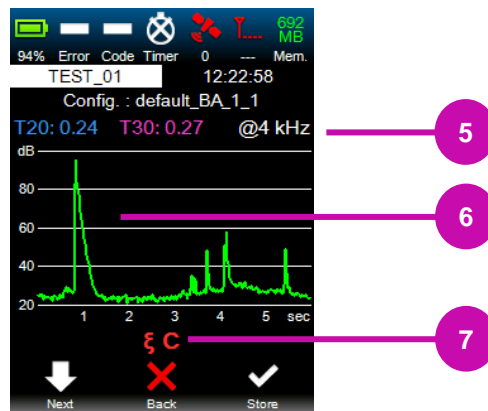 692 MB
94% Error Code Timer 0 --- Mem.
TEST_01 12:22:58
Config. : default_BA_1_1
T20: 0.24 T30: 0.27 @4 kHz
5
dB
80
60
6
40
20
1 2 3 4 5 sec
ξ C
7
Next Back Store